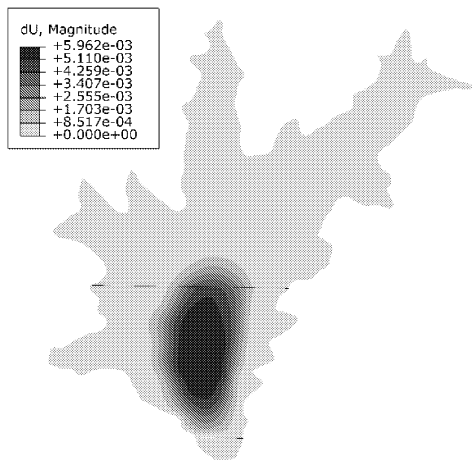 dU, Magnitude
+5.962e-03
+5.110e-03
+4.259e-03
+3.407e-03
+2.555e-03
+1.703e-03
+8.517e-04
+0.000e+00